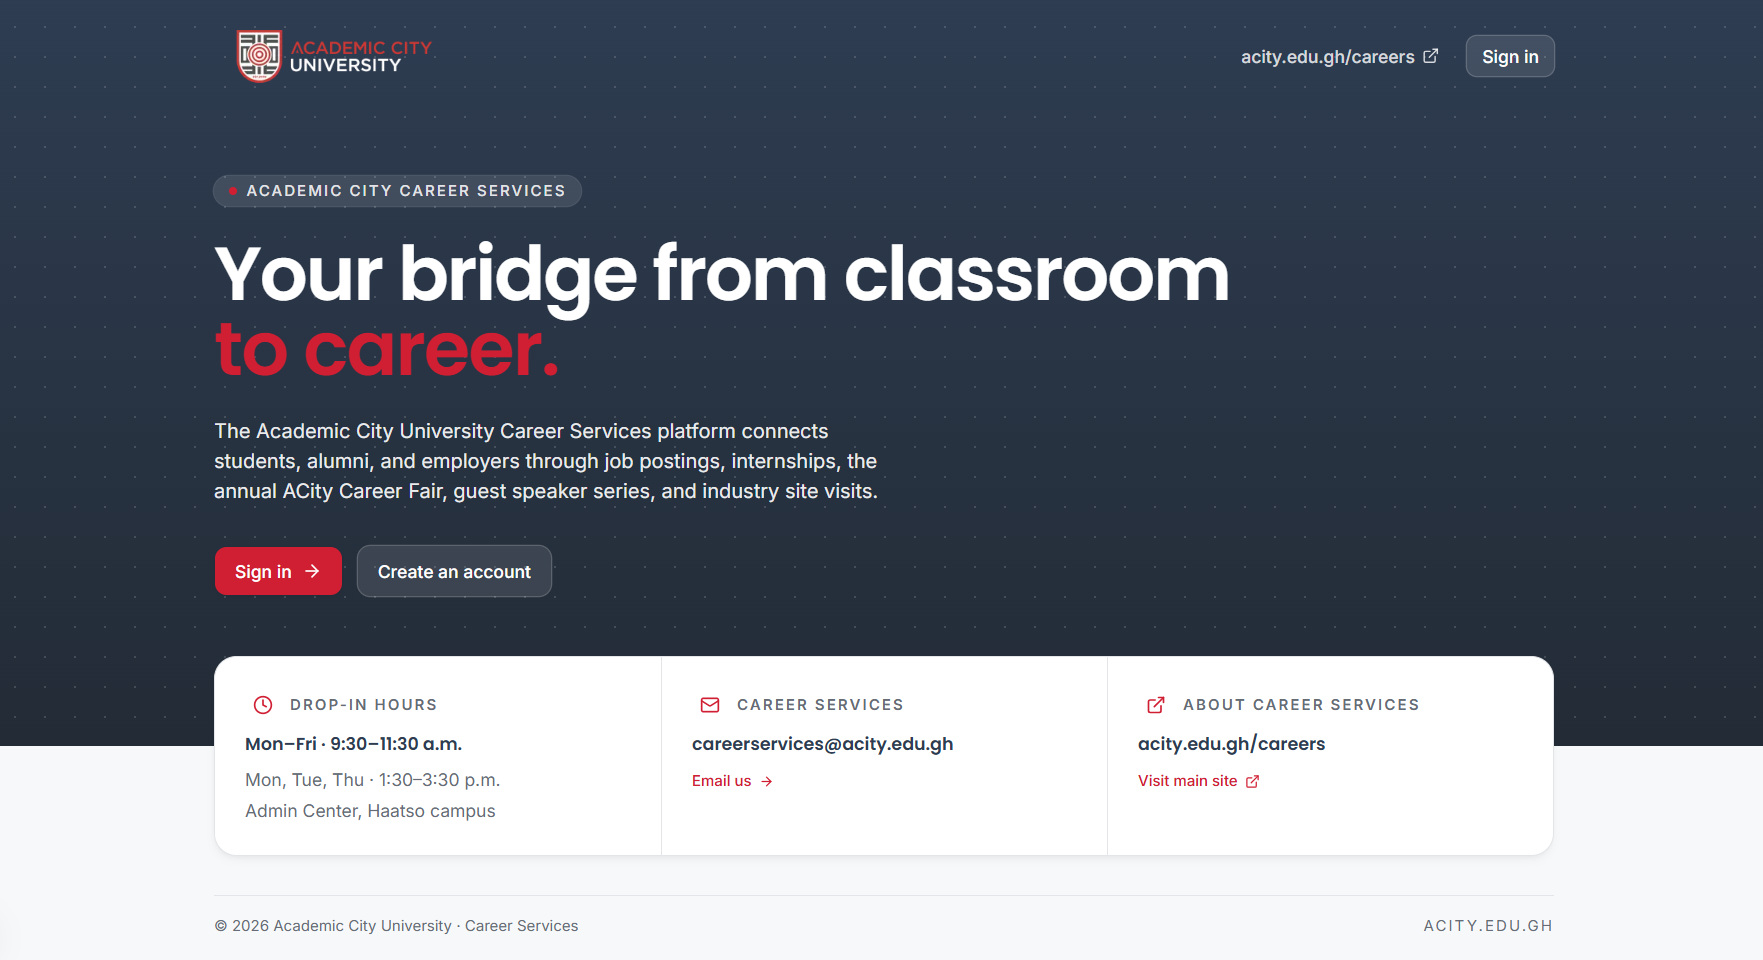 ACADEMIC CITY
UNIVERSITY
acity.edu.gh/careers
Sign in
ACADEMIC CITY CAREER SERVICES
Your bridge from classroom
to career.
The Academic City University Career Services platform connects
students, alumni, and employers through job postings, internships, the
annual ACity Career Fair, guest speaker series, and industry site visits.
Sign in
Create an account
DROP-IN HOURS
Mon–Fri · 9:30–11:30 a.m.
Mon, Tue, Thu · 1:30–3:30 p.m.
Admin Center, Haatso campus
CAREER SERVICES
careerservices@acity.edu.gh
Email us
ABOUT CAREER SERVICES
acity.edu.gh/careers
Visit main site
© 2026 Academic City University · Career Services
ACITY.EDU.GH